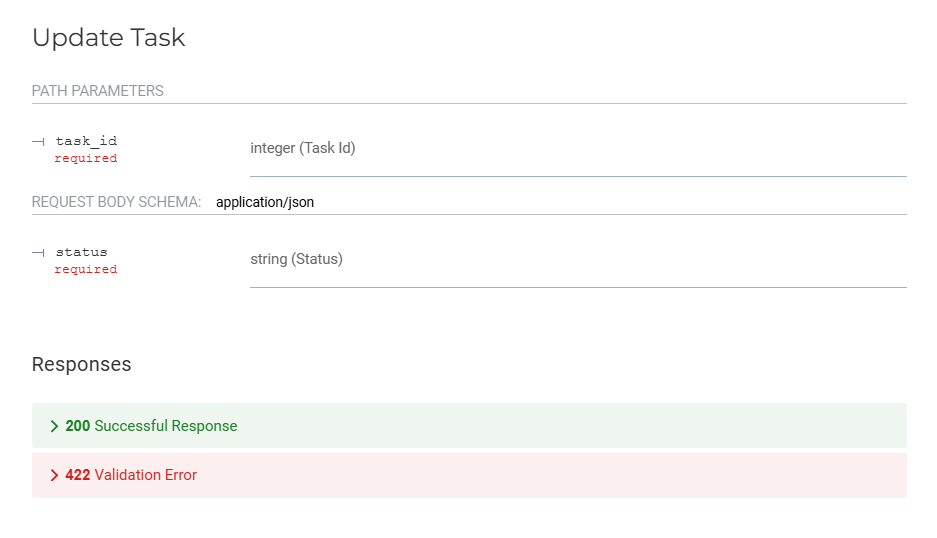 Update Task
PATH PARAMETERS
task_id
required
integer (Task Id)
REQUEST BODY SCHEMA: application/json
status
required
string (Status)
Responses
200 Successful Response
422 Validation Error